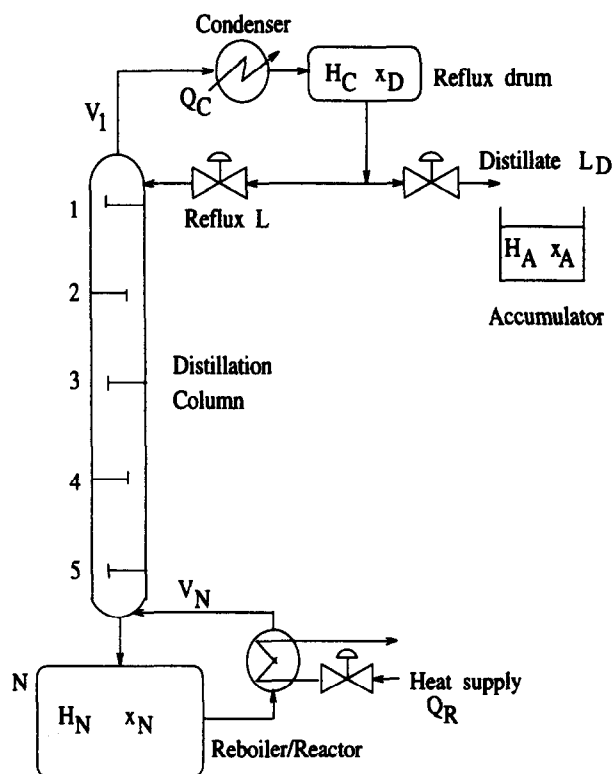 Condenser
H_C x_D
Reflux drum
Q_C
V_1
Distillate L_D
1
Reflux L
H_A x_A
2
Accumulator
3
Distillation
Column
4
5
V_N
N
Heat supply
Q_R
H_N x_N
Reboiler/Reactor